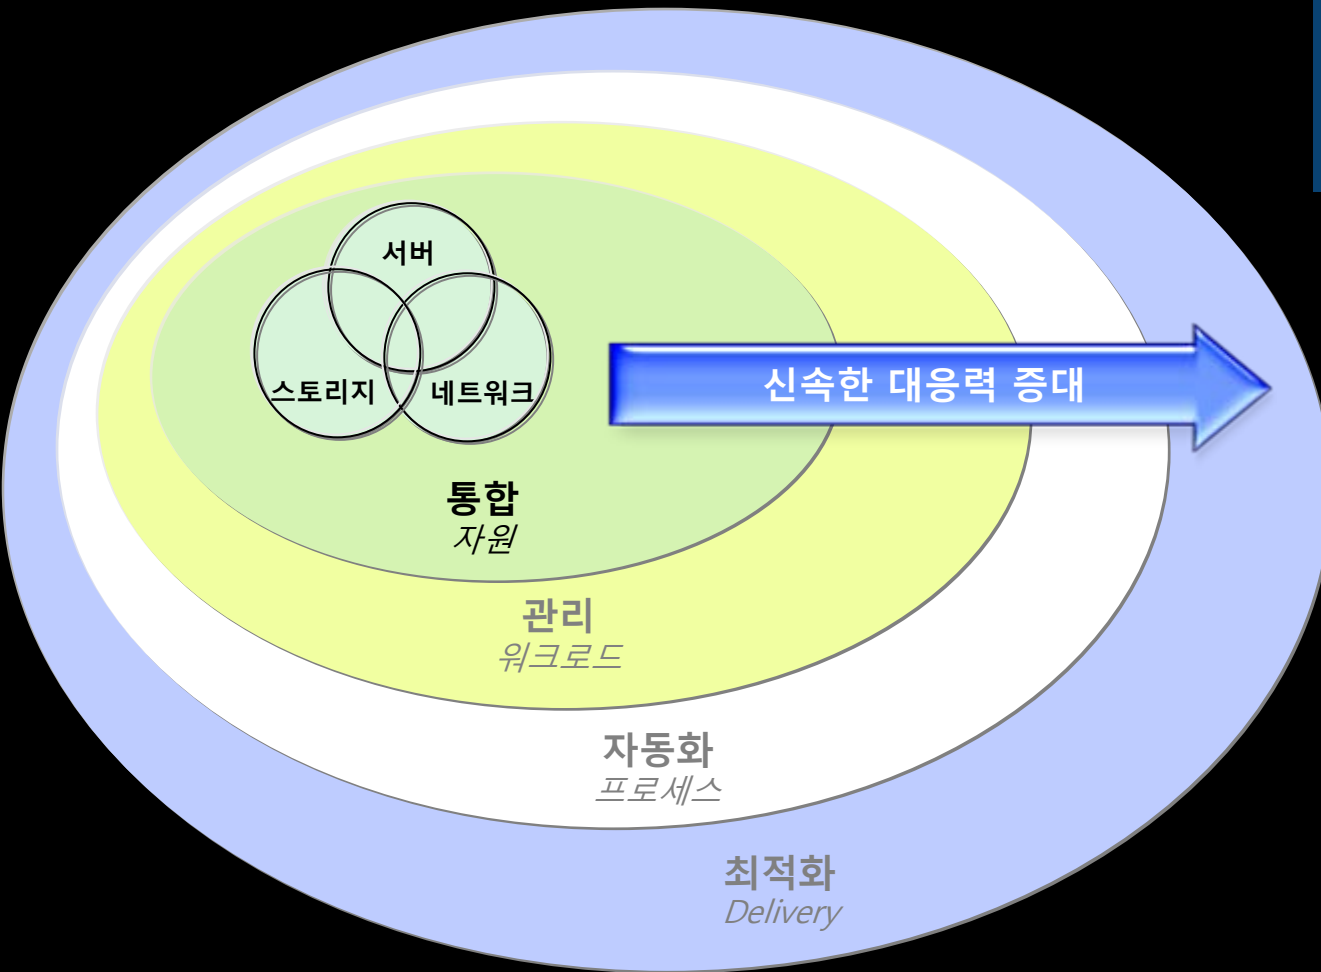 서버
스토리지
네트워크
신속한 대응력 증대
통합
자원
관리
워크로드
자동화
프로세스
최적화
Delivery